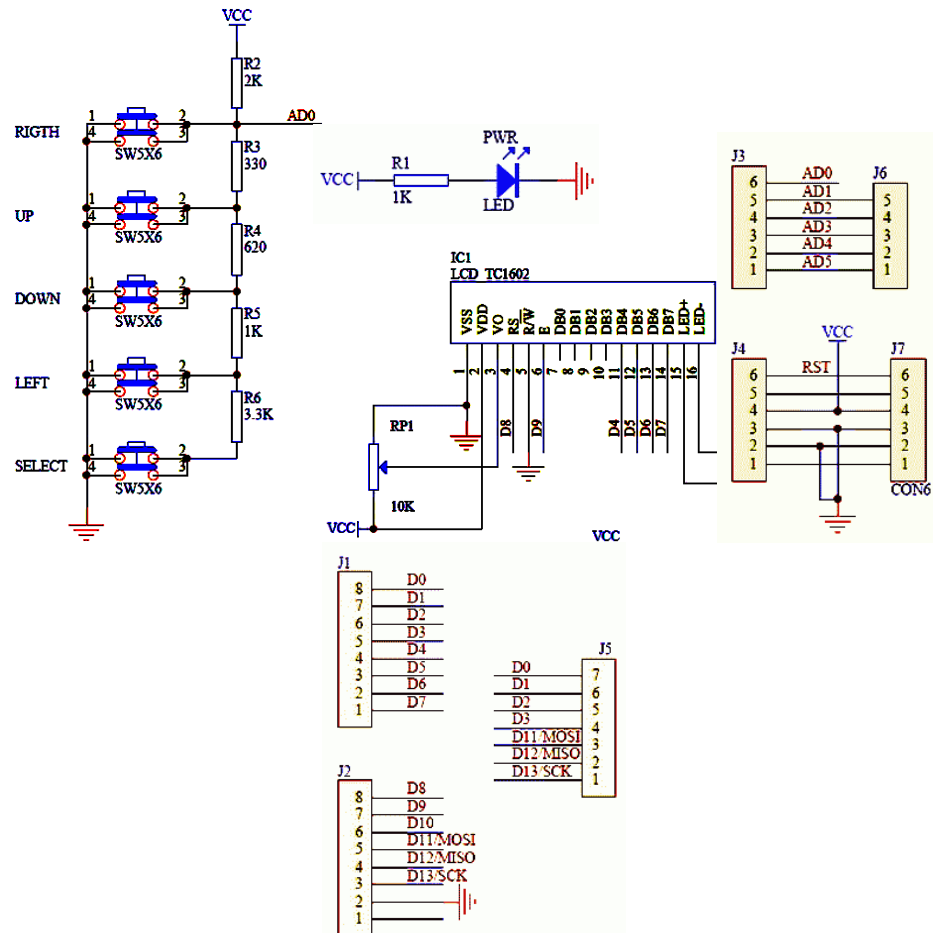 VCC
R2
2K
AD0
RIGTH
1
4
2
3
SW5X6
R3
330
UP
1
4
2
3
SW5X6
R4
620
DOWN
1
4
2
3
SW5X6
R5
1K
LEFT
1
4
2
3
SW5X6
R6
3.3K
SELECT
1
4
2
3
SW5X6
VCC
R1
1K
PWR
LED
IC1
LCD TC1602
VSS
VDD
VO
RS
R/W
E
DB0
DB1
DB2
DB3
DB4
DB5
DB6
DB7
LED+
LED-
1
2
3
4
5
6
7
8
9
10
11
12
13
14
15
16
D8
D9
D4
D5
D6
D7
RP1
10K
VCC
VCC
J3
6
5
4
3
2
1
AD0
AD1
AD2
AD3
AD4
AD5
J6
5
4
3
2
1
VCC
J4
6
5
4
3
2
1
RST
J7
6
5
4
3
2
1
CON6
J1
8
7
6
5
4
3
2
1
D0
D1
D2
D3
D4
D5
D6
D7
J5
D0
D1
D2
D3
D11/MOSI
D12/MISO
D13/SCK
7
6
5
4
3
2
1
J2
8
7
6
5
4
3
2
1
D8
D9
D10
D11/MOSI
D12/MISO
D13/SCK